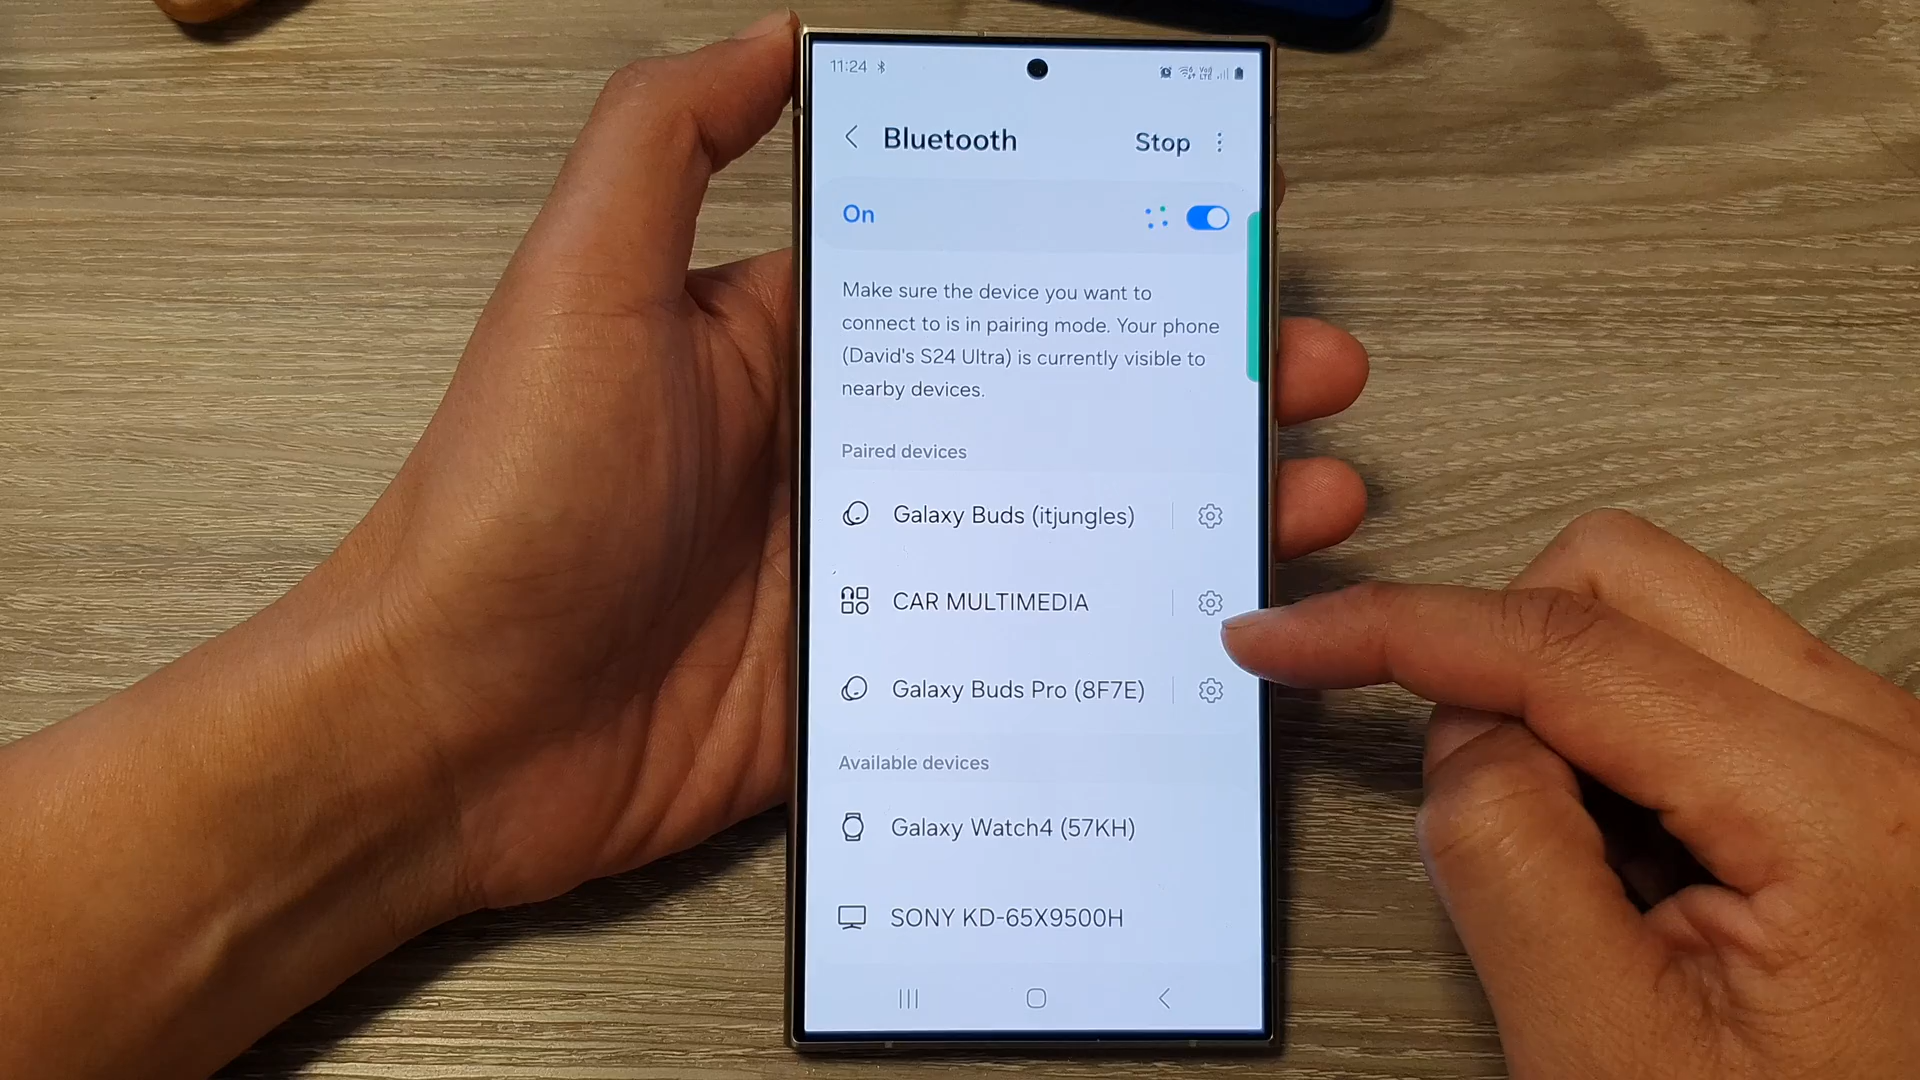 11:24
Vo)
LTE
Bluetooth
Stop
On
Make sure the device you want to
connect to is in pairing mode. Your phone
(David's S24 Ultra) is currently visible to
nearby devices.
Paired devices
Galaxy Buds (itjungles)
CAR MULTIMEDIA
Galaxy Buds Pro (8F7E)
Available devices
Galaxy Watch4 (57KH)
SONY KD-65X9500H